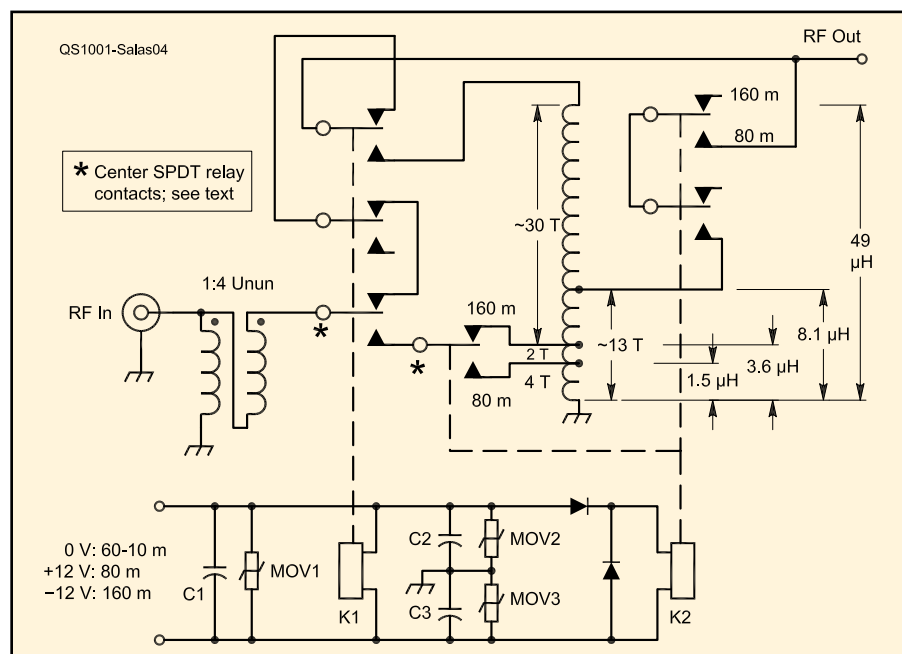 QS1001-Salas04
RF Out
160 m
80 m
* Center SPDT relay
contacts; see text
~30 T
49
µH
1:4 Unun
RF In
*
*
160 m
2 T
4 T
80 m
~13 T
8.1 µH
3.6 µH
1.5 µH
0 V: 60-10 m
+12 V: 80 m
−12 V: 160 m
C1
MOV1
K1
C2
MOV2
C3
MOV3
K2